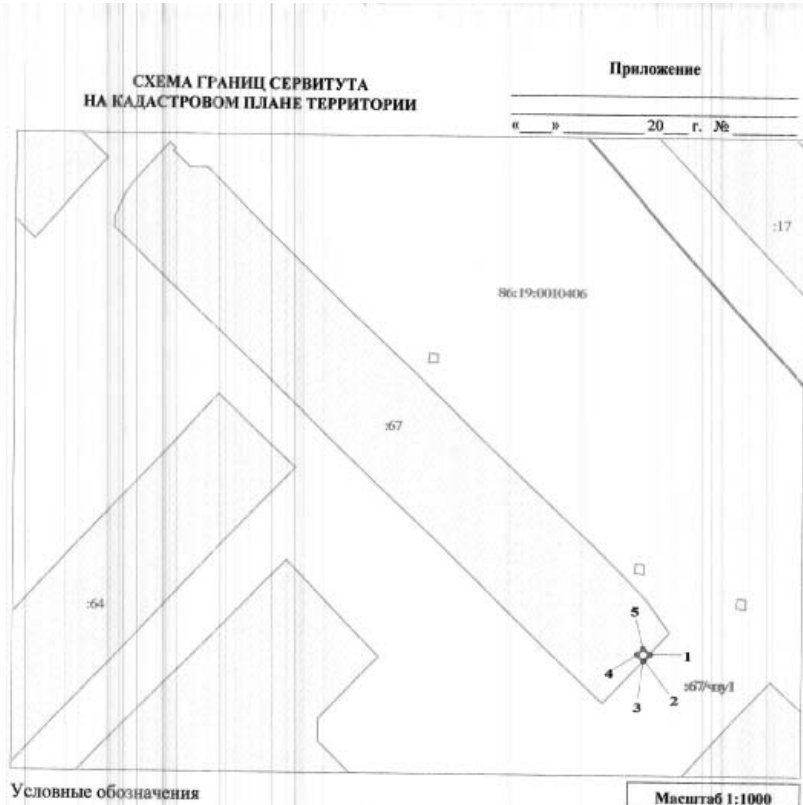 СХЕМА ГРАНИЦ СЕРВИТУТА
НА КАДАСТРОВОМ ПЛАНЕ ТЕРРИТОРИИ
Приложение
«___» _________ 20___ г. № _______
:17
86:19:0010406
:67
:64
5
1
4
:67/чзу1
2
3
Условные обозначения
Масштаб 1:1000